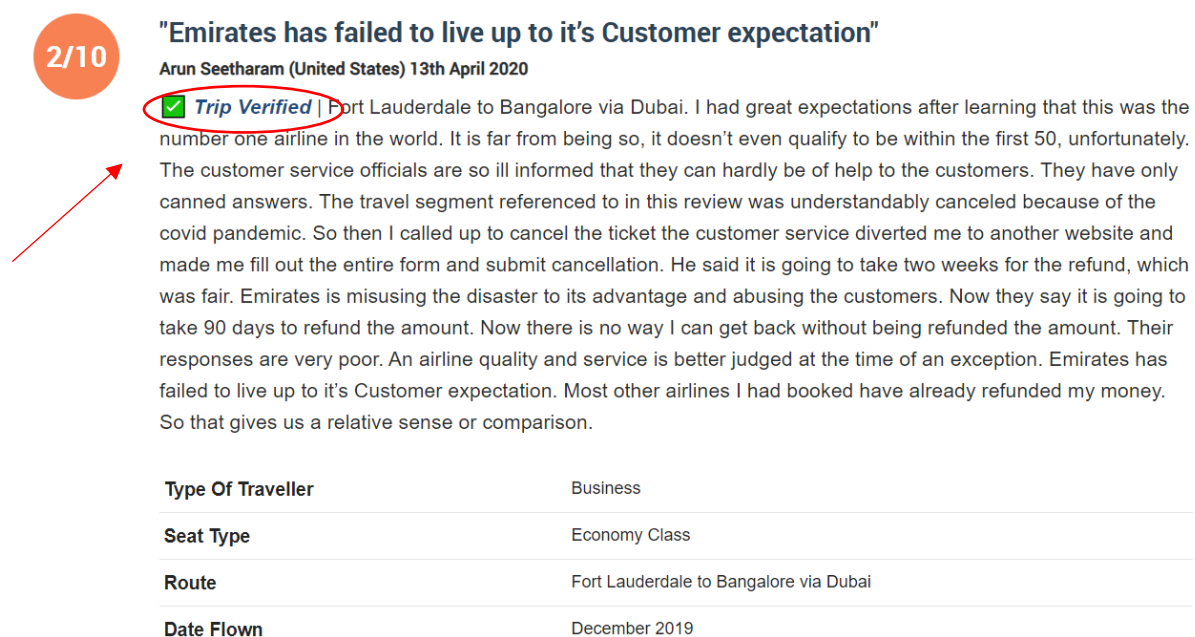 2/10
"Emirates has failed to live up to it’s Customer expectation"
Arun Seetharam (United States) 13th April 2020
✅ Trip Verified | Fort Lauderdale to Bangalore via Dubai. I had great expectations after learning that this was the
number one airline in the world. It is far from being so, it doesn’t even qualify to be within the first 50, unfortunately.
The customer service officials are so ill informed that they can hardly be of help to the customers. They have only
canned answers. The travel segment referenced to in this review was understandably canceled because of the
covid pandemic. So then I called up to cancel the ticket the customer service diverted me to another website and
made me fill out the entire form and submit cancellation. He said it is going to take two weeks for the refund, which
was fair. Emirates is misusing the disaster to its advantage and abusing the customers. Now they say it is going to
take 90 days to refund the amount. Now there is no way I can get back without being refunded the amount. Their
responses are very poor. An airline quality and service is better judged at the time of an exception. Emirates has
failed to live up to it’s Customer expectation. Most other airlines I had booked have already refunded my money.
So that gives us a relative sense or comparison.
Type Of Traveller Business
Seat Type Economy Class
Route Fort Lauderdale to Bangalore via Dubai
Date Flown December 2019